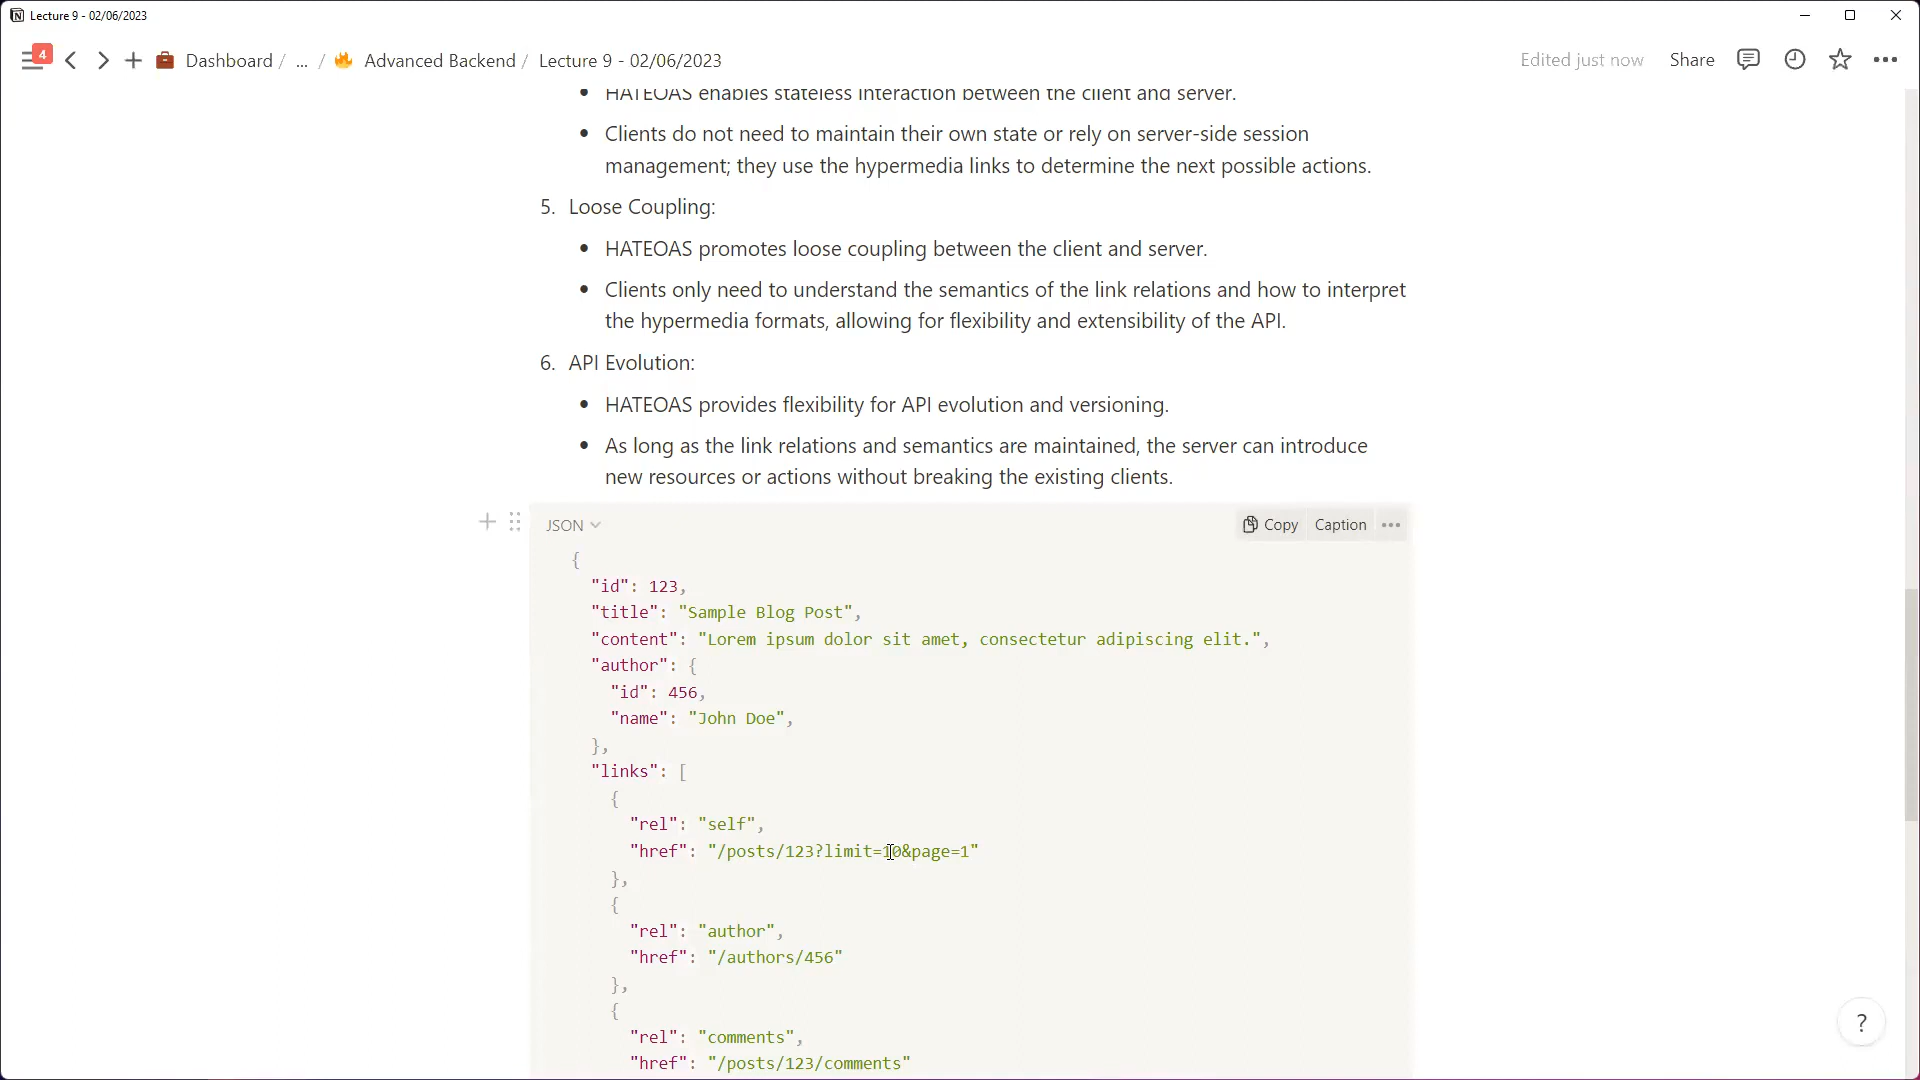 Lecture 9 - 02/06/2023
4
Dashboard / ... / Advanced Backend / Lecture 9 - 02/06/2023
Edited just now Share
HATEOAS enables stateless interaction between the client and server.
Clients do not need to maintain their own state or rely on server-side session
management; they use the hypermedia links to determine the next possible actions.
5. Loose Coupling:
HATEOAS promotes loose coupling between the client and server.
Clients only need to understand the semantics of the link relations and how to interpret
the hypermedia formats, allowing for flexibility and extensibility of the API.
6. API Evolution:
HATEOAS provides flexibility for API evolution and versioning.
As long as the link relations and semantics are maintained, the server can introduce
new resources or actions without breaking the existing clients.
JSON
Copy Caption
{
"id": 123,
"title": "Sample Blog Post",
"content": "Lorem ipsum dolor sit amet, consectetur adipiscing elit.",
"author": {
"id": 456,
"name": "John Doe",
},
"links": [
{
"rel": "self",
"href": "/posts/123?limit=10&page=1"
},
{
"rel": "author",
"href": "/authors/456"
},
{
"rel": "comments",
"href": "/posts/123/comments"
?